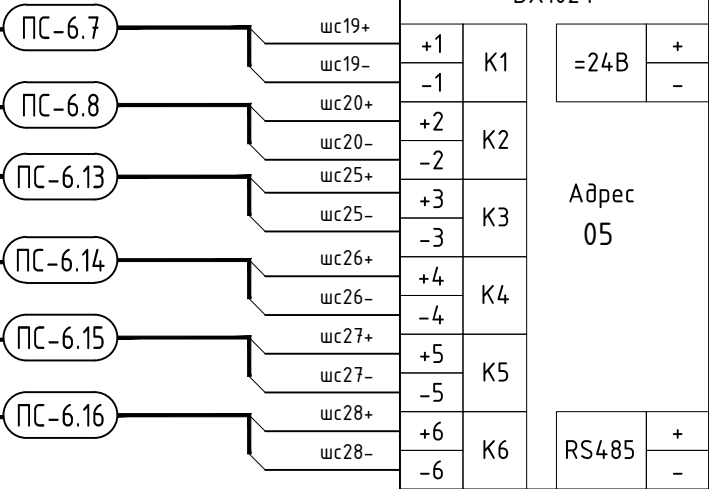 ПС-6.7 шс19+ +1 К1 =24В +
шс19- -1 -
ПС-6.8 шс20+ +2 К2
шс20- -2
ПС-6.13 шс25+ +3 К3 Адрес
шс25- -3 05
ПС-6.14 шс26+ +4 К4
шс26- -4
ПС-6.15 шс27+ +5 К5
шс27- -5
ПС-6.16 шс28+ +6 К6 RS485 +
шс28- -6 -